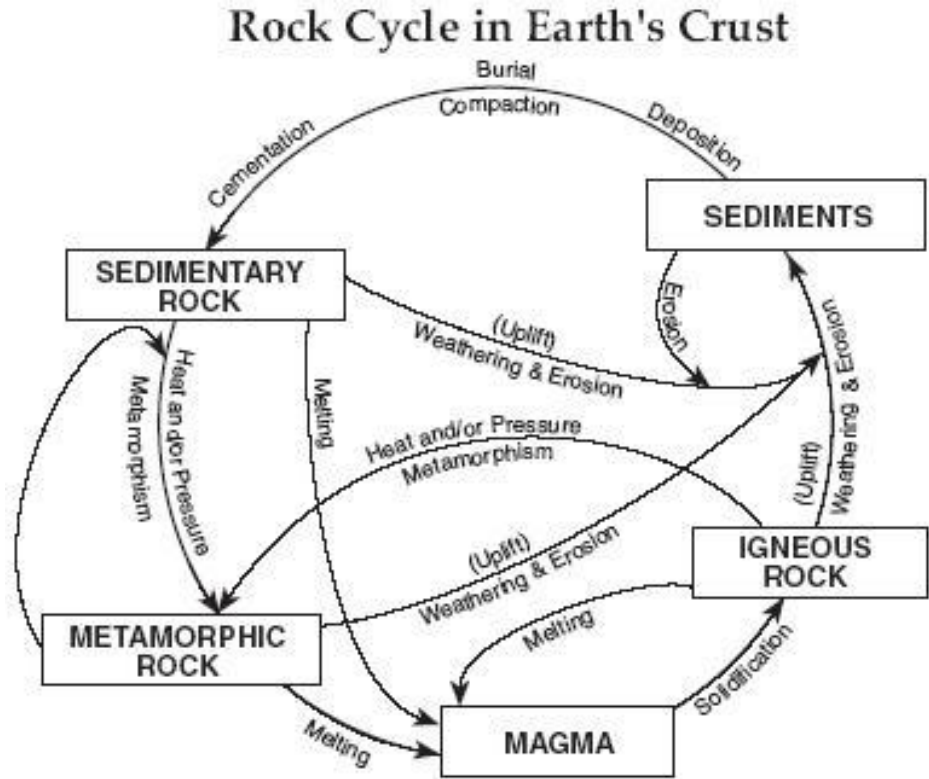 Rock Cycle in Earth's Crust
Burial
Compaction
Deposition
Cementation
SEDIMENTS
SEDIMENTARY
ROCK
Erosion
(Uplift)
Weathering & Erosion
(Uplift)
Weathering & Erosion
Heat and/or Pressure
Metamorphism
Melting
Heat and/or Pressure
Metamorphism
(Uplift)
Weathering & Erosion
IGNEOUS
ROCK
METAMORPHIC
ROCK
Melting
Solidification
Melting
MAGMA